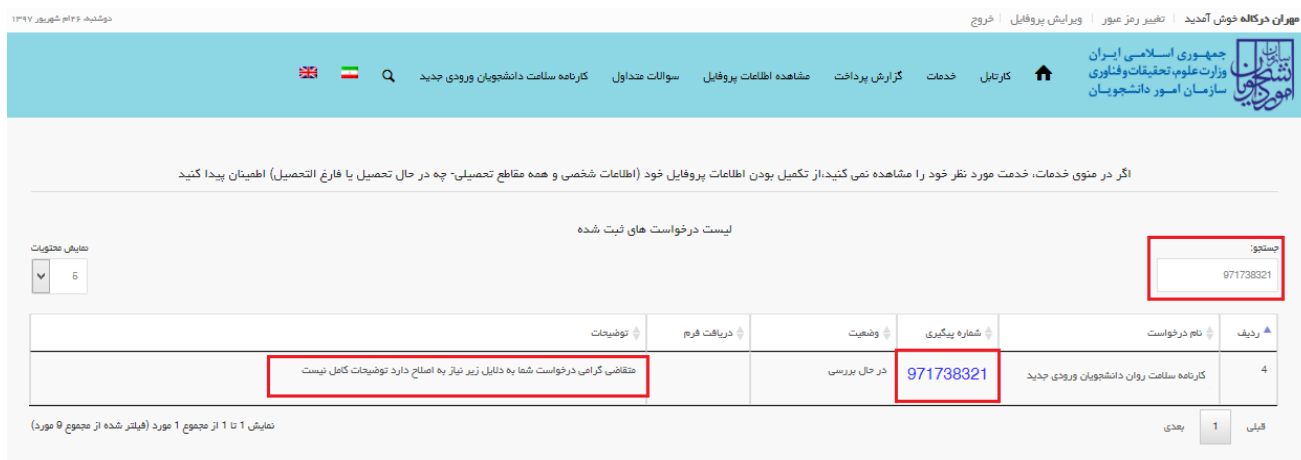 مهران درکاله خوش آمدید | تغییر رمز عبور | ویرایش پروفایل | خروج
دوشنبه، ۲۶ام شهریور ۱۳۹۷
سازمان امور دانشجویان
جمهوری اسلامی ایران
وزارت علوم، تحقیقات و فناوری
سازمان امور دانشجویان
کارتابل خدمات گزارش پرداخت مشاهده اطلاعات پروفایل سوالات متداول کارنامه سلامت دانشجویان ورودی جدید
اگر در منوی خدمات، خدمت مورد نظر خود را مشاهده نمی کنید،از تکمیل بودن اطلاعات پروفایل خود (اطلاعات شخصی و همه مقاطع تحصیلی- چه در حال تحصیل یا فارغ التحصیل) اطمینان پیدا کنید
لیست درخواست های ثبت شده
جستجو:
971738321
نمایش محتویات
5
ردیف نام درخواست شماره پیگیری وضعیت دریافت فرم توضیحات
4 کارنامه سلامت روان دانشجویان ورودی جدید 971738321 در حال بررسی متقاضی گرامی درخواست شما به دلایل زیر نیاز به اصلاح دارد توضیحات کامل نیست
قبلی 1 بعدی
نمایش 1 تا 1 از مجموع 1 مورد (فیلتر شده از مجموع 9 مورد)